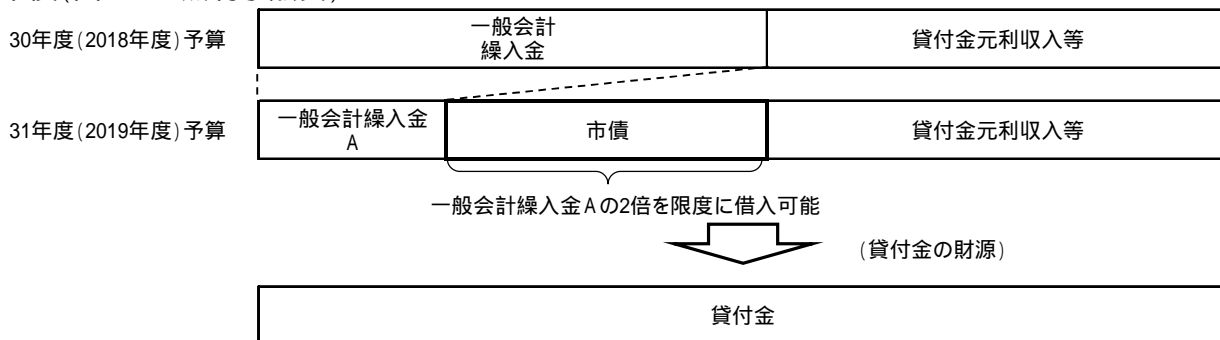 30年度(2018年度)予算
一般会計
繰入金
貸付金元利収入等
31年度(2019年度)予算
一般会計繰入金
A
市債
貸付金元利収入等
一般会計繰入金Aの2倍を限度に借入可能
(貸付金の財源)
貸付金